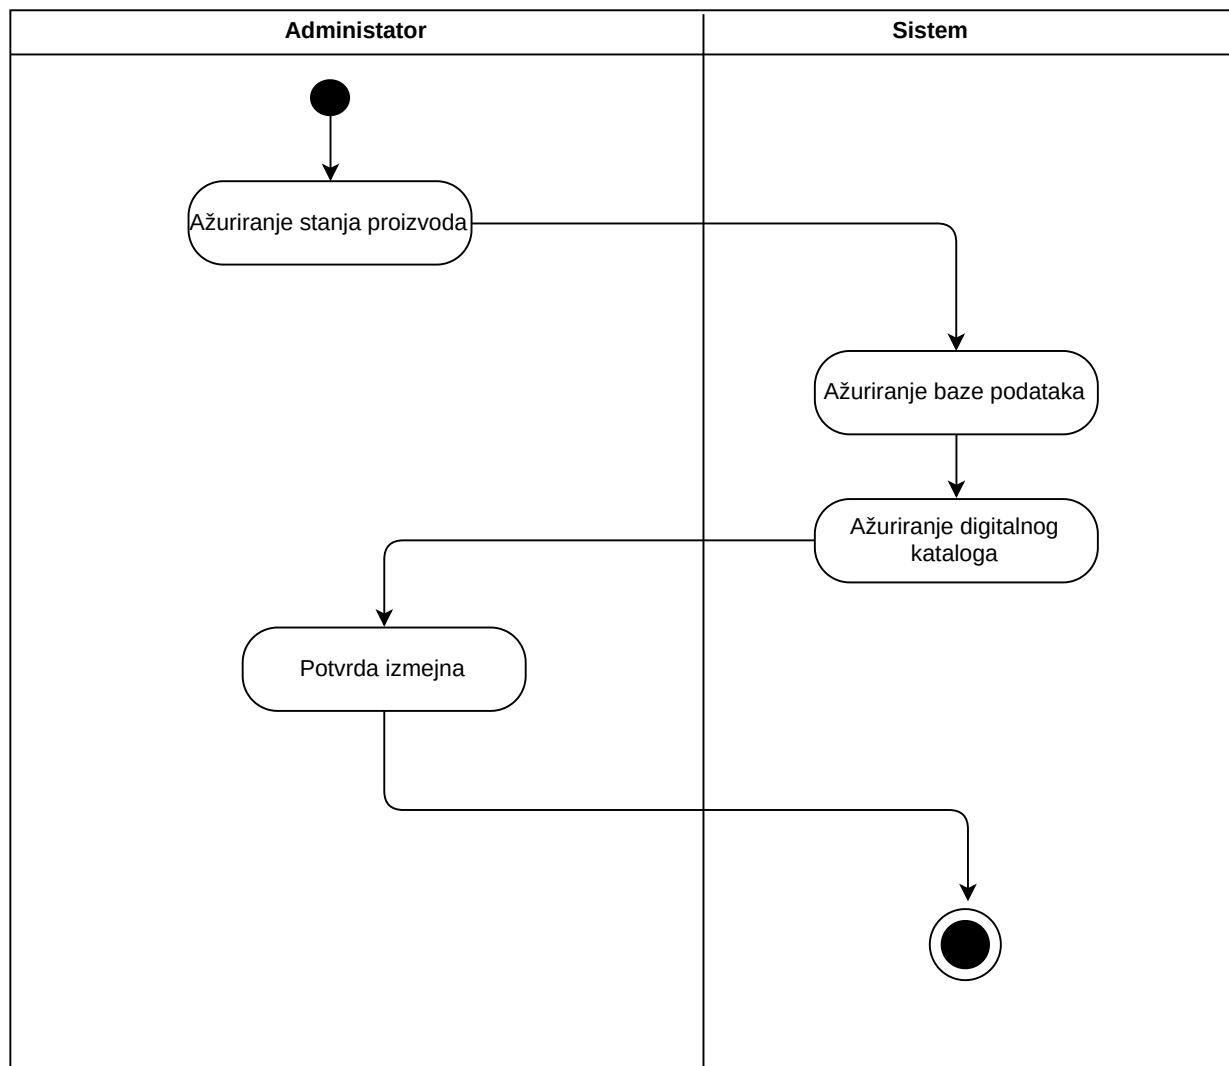 Administator
Sistem
Ažuriranje stanja proizvoda
Ažuriranje baze podataka
Ažuriranje digitalnog
kataloga
Potvrda izmejna